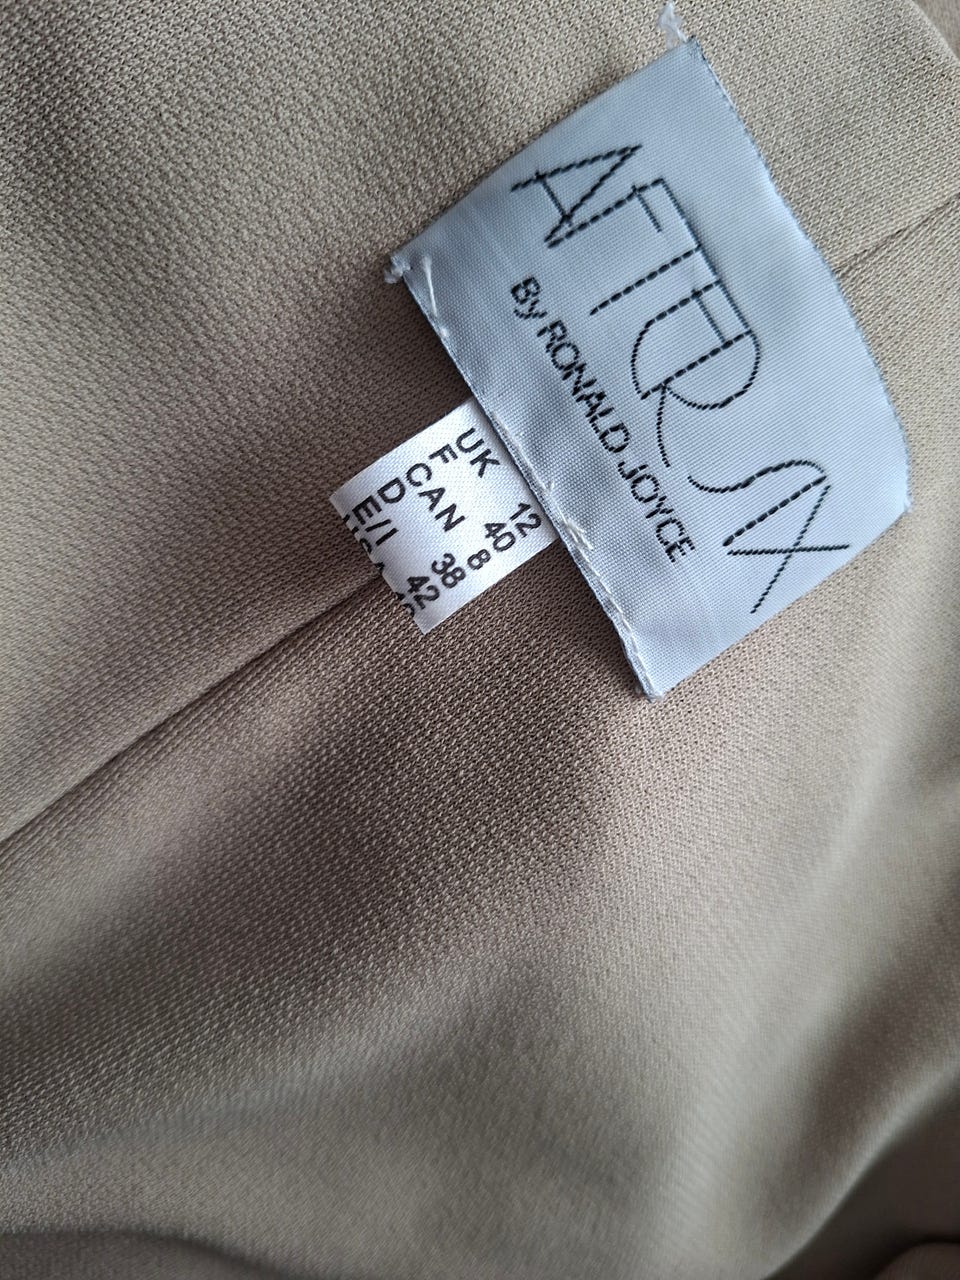 AFTER SIX
By RONALD JOYCE
UK 12
F 40
CAN 8
D 38
E/I 42